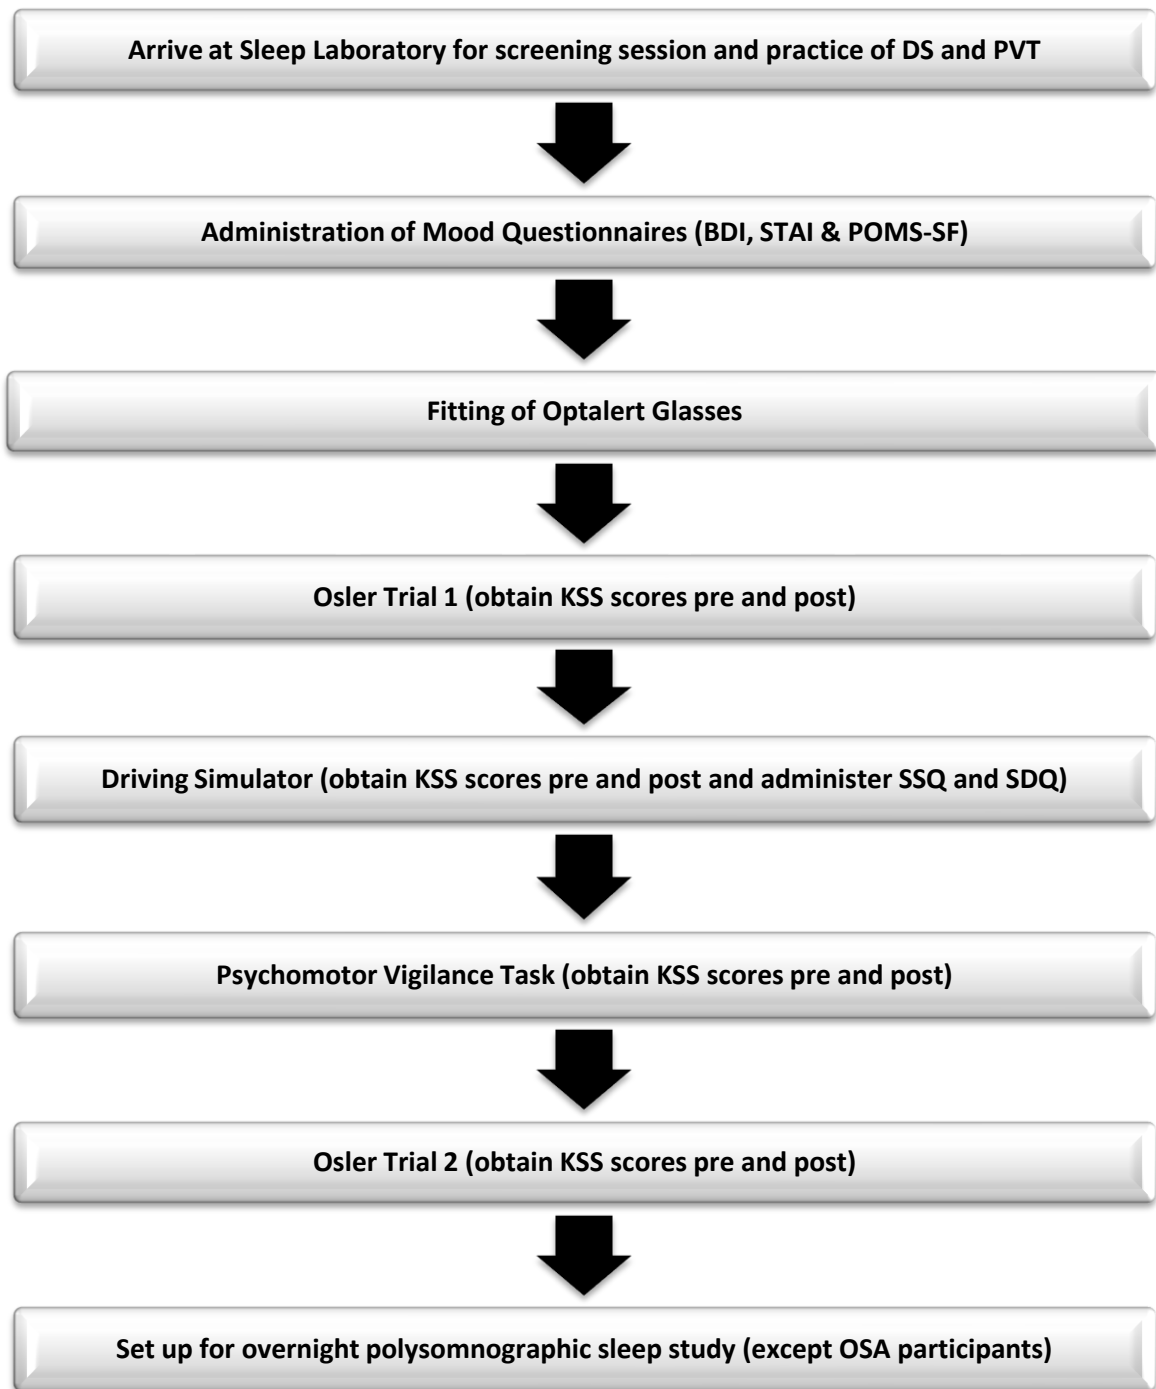 Arrive at Sleep Laboratory for screening session and practice of DS and PVT
Administration of Mood Questionnaires (BDI, STAI & POMS-SF)
Fitting of Optalert Glasses
Osler Trial 1 (obtain KSS scores pre and post)
Driving Simulator (obtain KSS scores pre and post and administer SSQ and SDQ)
Psychomotor Vigilance Task (obtain KSS scores pre and post)
Osler Trial 2 (obtain KSS scores pre and post)
Set up for overnight polysomnographic sleep study (except OSA participants)